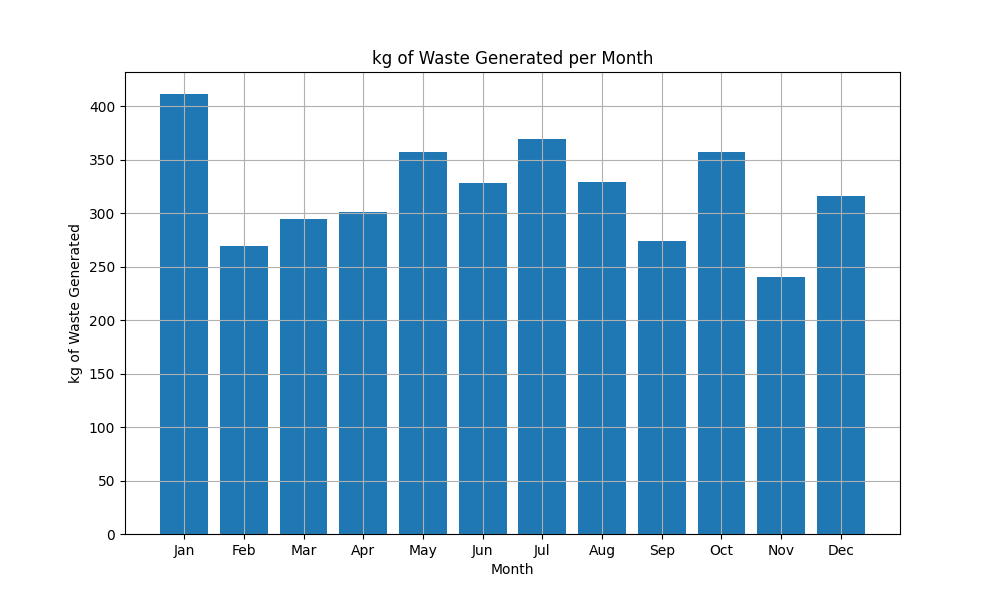 kg of Waste Generated per Month
kg of Waste Generated
400
350
300
250
200
150
100
50
0
Jan Feb Mar Apr May Jun Jul Aug Sep Oct Nov Dec
Month